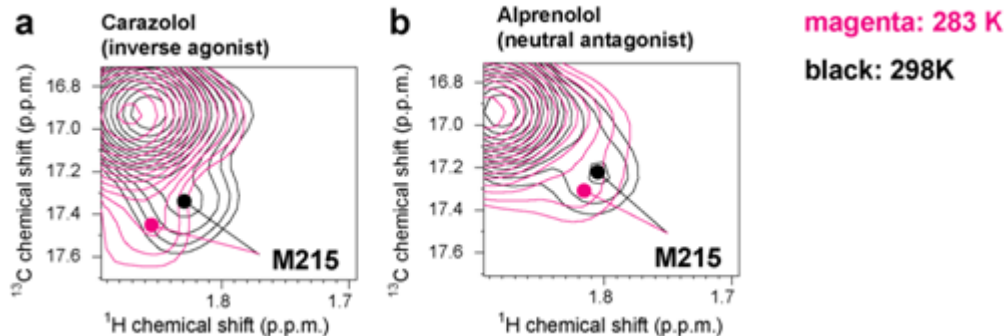 a
Carazolol
(inverse agonist)
16.8
17.0
17.2
17.4
17.6
13C chemical shift (p.p.m.)
M215
1.8
1.7
1H chemical shift (p.p.m.)
b
Alprenolol
(neutral antagonist)
16.8
17.0
17.2
17.4
17.6
13C chemical shift (p.p.m.)
M215
1.8
1.7
1H chemical shift (p.p.m.)
magenta: 283 K
black: 298K